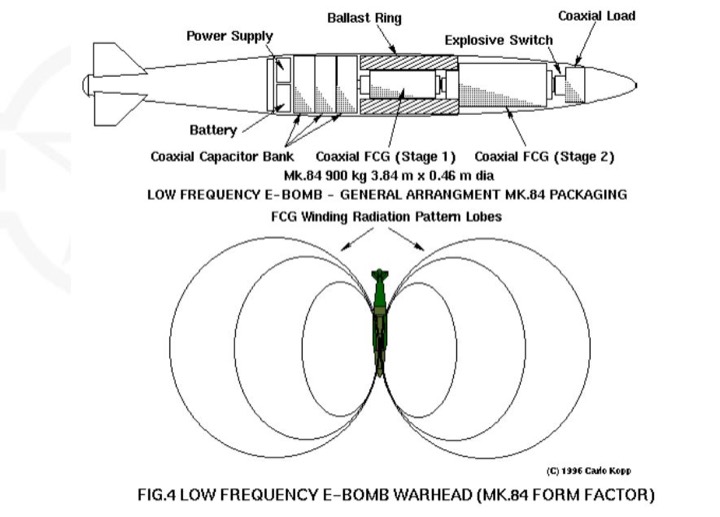 Coaxial Load
Ballast Ring
Power Supply
Explosive Switch
Battery
Coaxial Capacitor Bank Coaxial FCG (Stage 1) Coaxial FCG (Stage 2)
Mk.84 900 kg 3.84 m x 0.46 m dia
LOW FREQUENCY E-BOMB - GENERAL ARRANGMENT MK.84 PACKAGING
FCG Winding Radiation Pattern Lobes
(C) 1996 Carlo Kopp
FIG.4 LOW FREQUENCY E-BOMB WARHEAD (MK.84 FORM FACTOR)